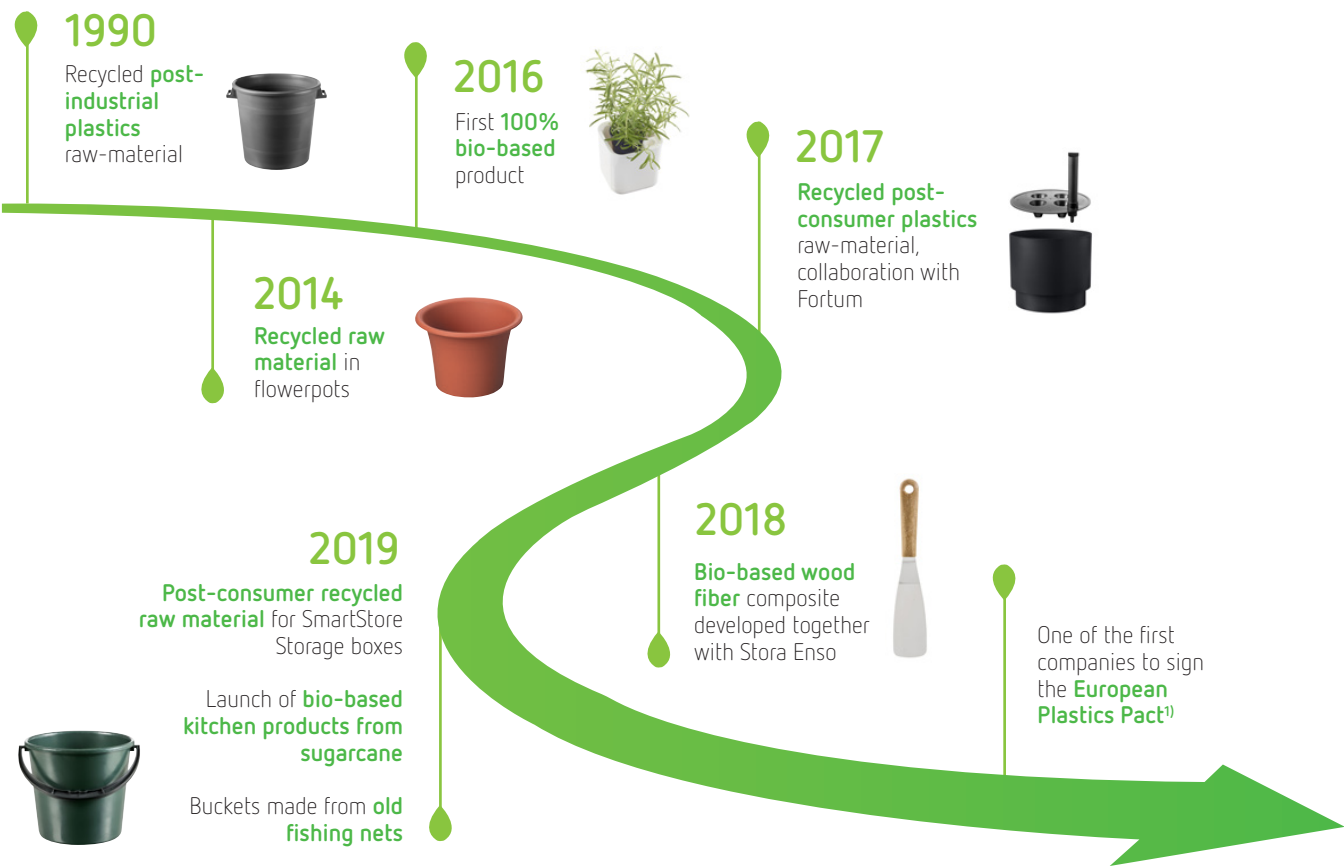 1990
Recycled post-
industrial
plastics
raw-material
2016
First 100%
bio-based
product
2017
Recycled post-
consumer plastics
raw-material,
collaboration with
Fortum
2014
Recycled raw
material in
flowerpots
2018
Bio-based wood
fiber composite
developed together
with Stora Enso
2019
Post-consumer recycled
raw material for SmartStore
Storage boxes
Launch of bio-based
kitchen products from
sugarcane
Buckets made from old
fishing nets
One of the first
companies to sign
the European
Plastics Pact¹⁾